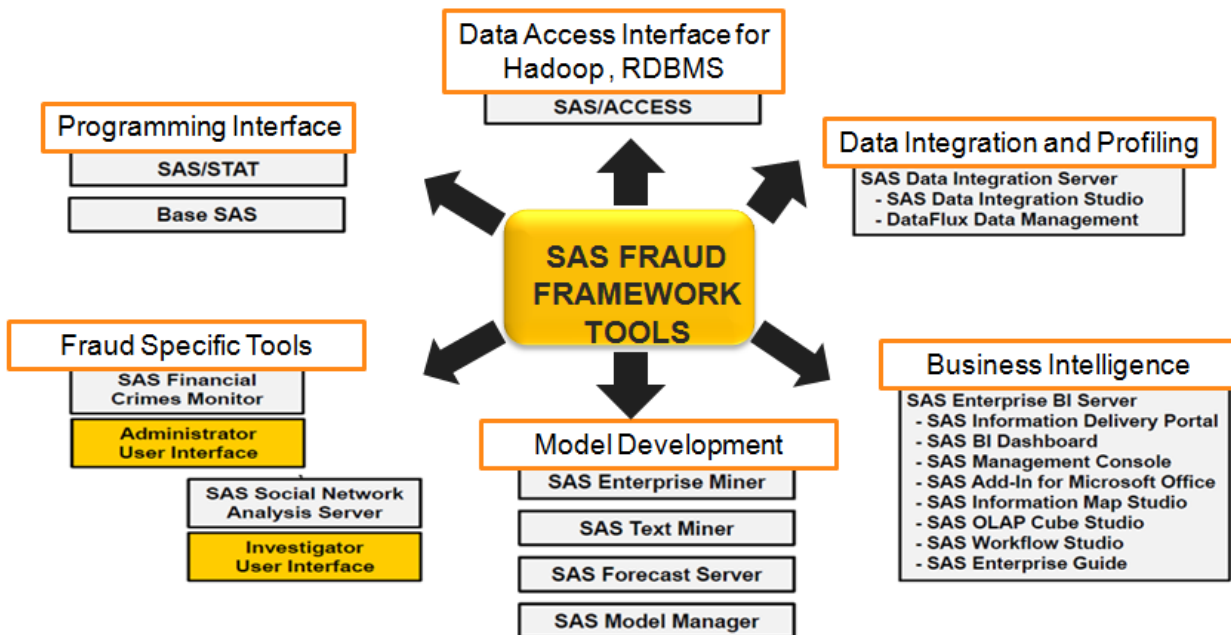 Data Access Interface for
Hadoop , RDBMS
SAS/ACCESS
Programming Interface
SAS/STAT
Base SAS
Data Integration and Profiling
SAS Data Integration Server
- SAS Data Integration Studio
- DataFlux Data Management
SAS FRAUD
FRAMEWORK
TOOLS
Fraud Specific Tools
SAS Financial
Crimes Monitor
Administrator
User Interface
SAS Social Network
Analysis Server
Investigator
User Interface
Model Development
SAS Enterprise Miner
SAS Text Miner
SAS Forecast Server
SAS Model Manager
Business Intelligence
SAS Enterprise BI Server
- SAS Information Delivery Portal
- SAS BI Dashboard
- SAS Management Console
- SAS Add-In for Microsoft Office
- SAS Information Map Studio
- SAS OLAP Cube Studio
- SAS Workflow Studio
- SAS Enterprise Guide